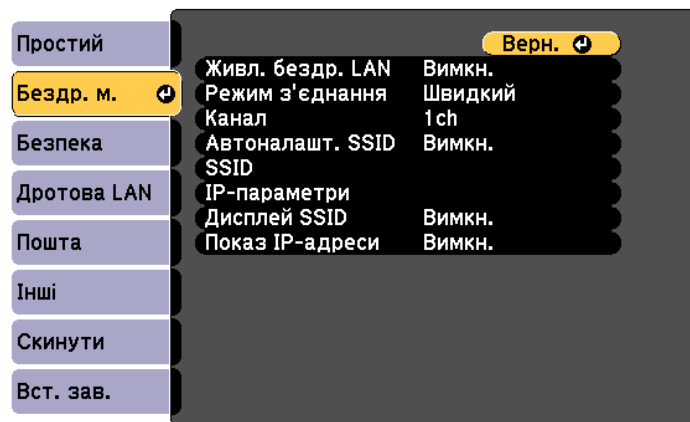 Простий
Бездр. м.
Безпека
Дротова LAN
Пошта
Інші
Скинути
Вст. зав.
Верн.
Живл. бездр. LAN Вимкн.
Режим з'єднання Швидкий
Канал 1ch
Автоналашт. SSID Вимкн.
SSID
IP-параметри
Дисплей SSID Вимкн.
Показ IP-адреси Вимкн.